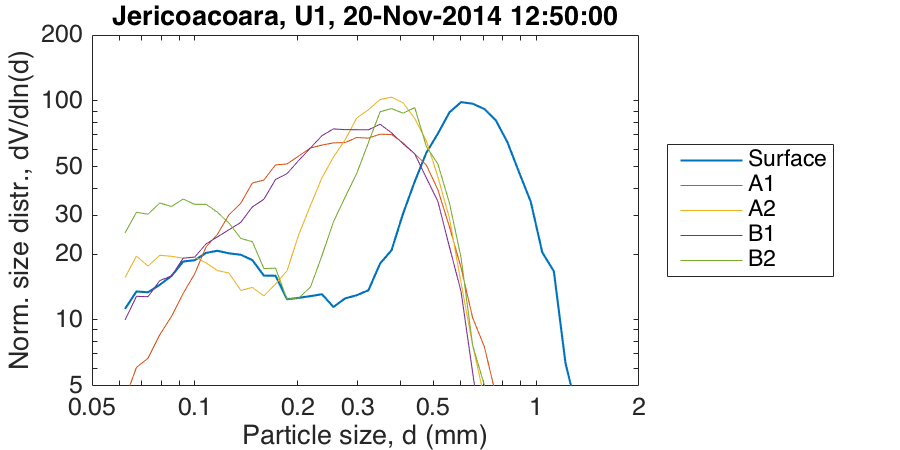 Jericoacoara, U1, 20-Nov-2014 12:50:00
Norm. size distr., dV/dln(d)
200
100
50
30
20
10
5
0.05 0.1 0.2 0.3 0.5 1 2
Particle size, d (mm)
Surface
A1
A2
B1
B2